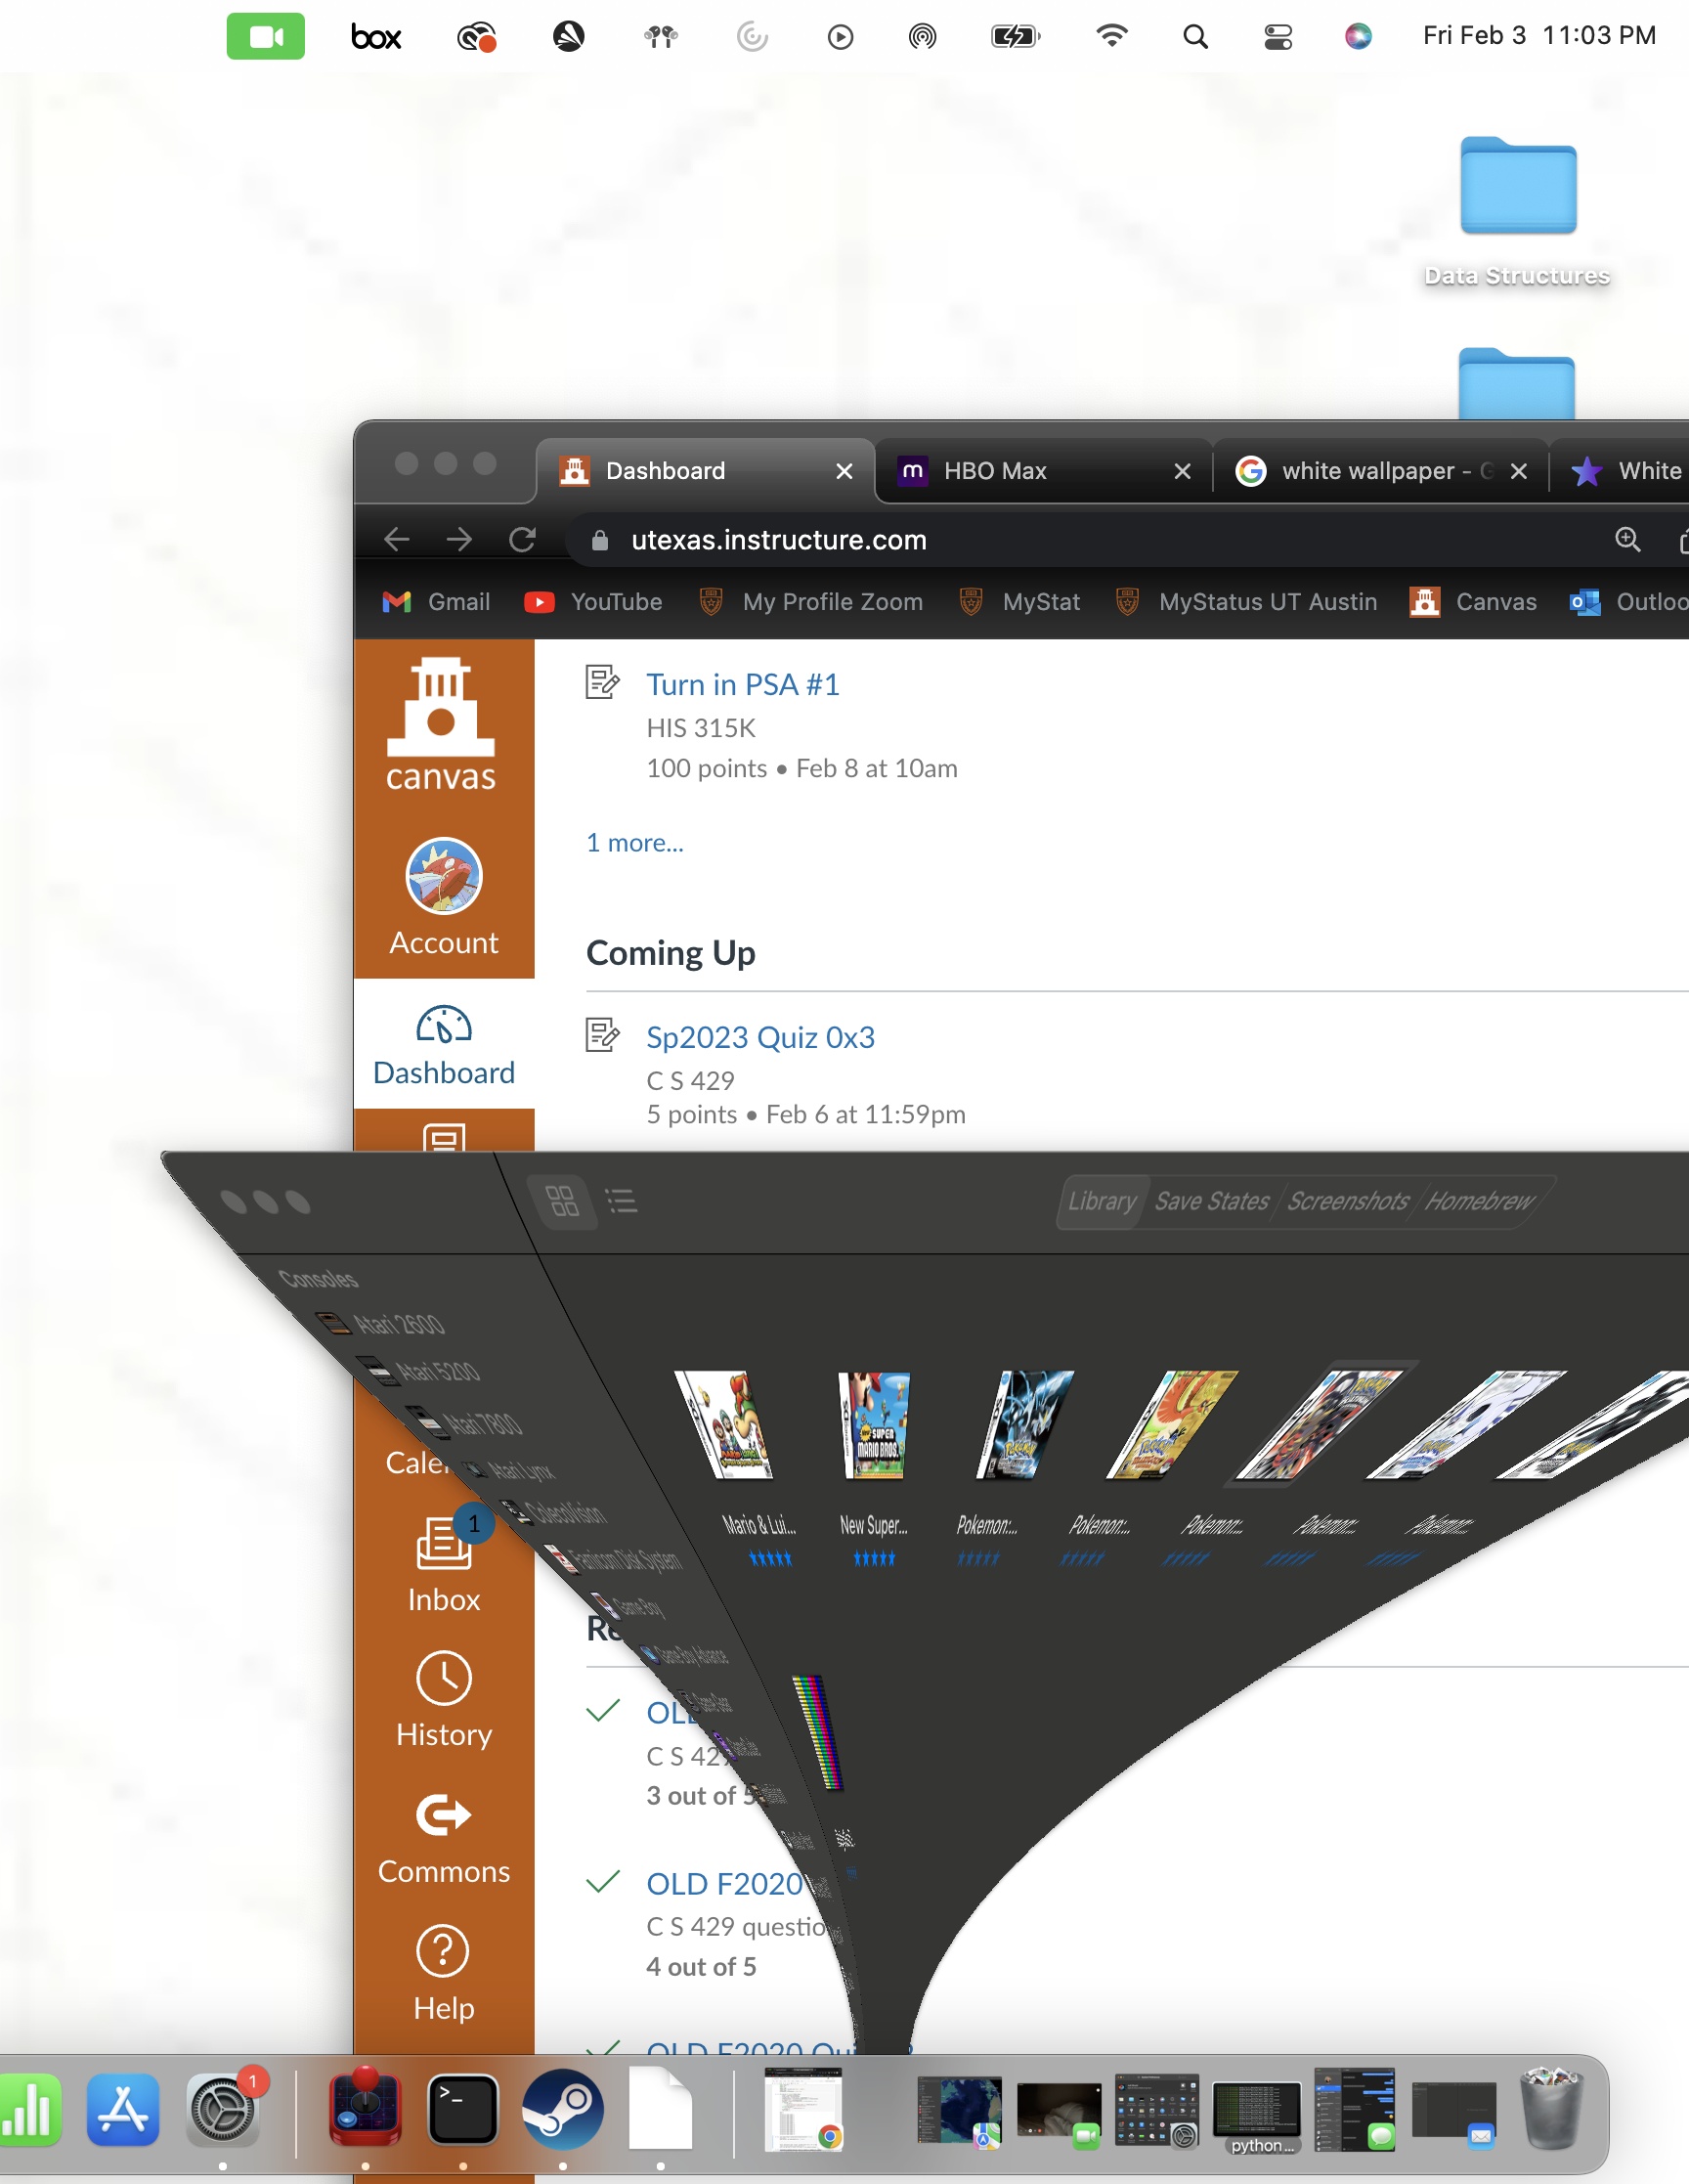 box
Fri Feb 3 11:03 PM
Data Structures
Dashboard
HBO Max
white wallpaper - G
White
utexas.instructure.com
Gmail
YouTube
My Profile Zoom
MyStat
MyStatus UT Austin
Canvas
Outloo
canvas
Account
Dashboard
Turn in PSA #1
HIS 315K
100 points • Feb 8 at 10am
1 more...
Coming Up
Sp2023 Quiz 0x3
C S 429
5 points • Feb 6 at 11:59pm
Library
Save States
Screenshots
Homebrew
Consoles
Atari 2600
Atari 5200
Atari 7800
Atari Lynx
ColecoVision
Famicom Disk System
Game Boy
Game Boy Advance
NEW SUPER
MARIO BROS.
Mario & Lui...
New Super...
Pokemon:...
Pokemon:...
Pokemon:...
Pokemon:...
Pokemon:...
Cale
1
Inbox
History
Commons
Help
Re
OL
C S 42
3 out of 5
OLD F2020
C S 429 questio
4 out of 5
OLD F2020 Qui
1
>_
python...